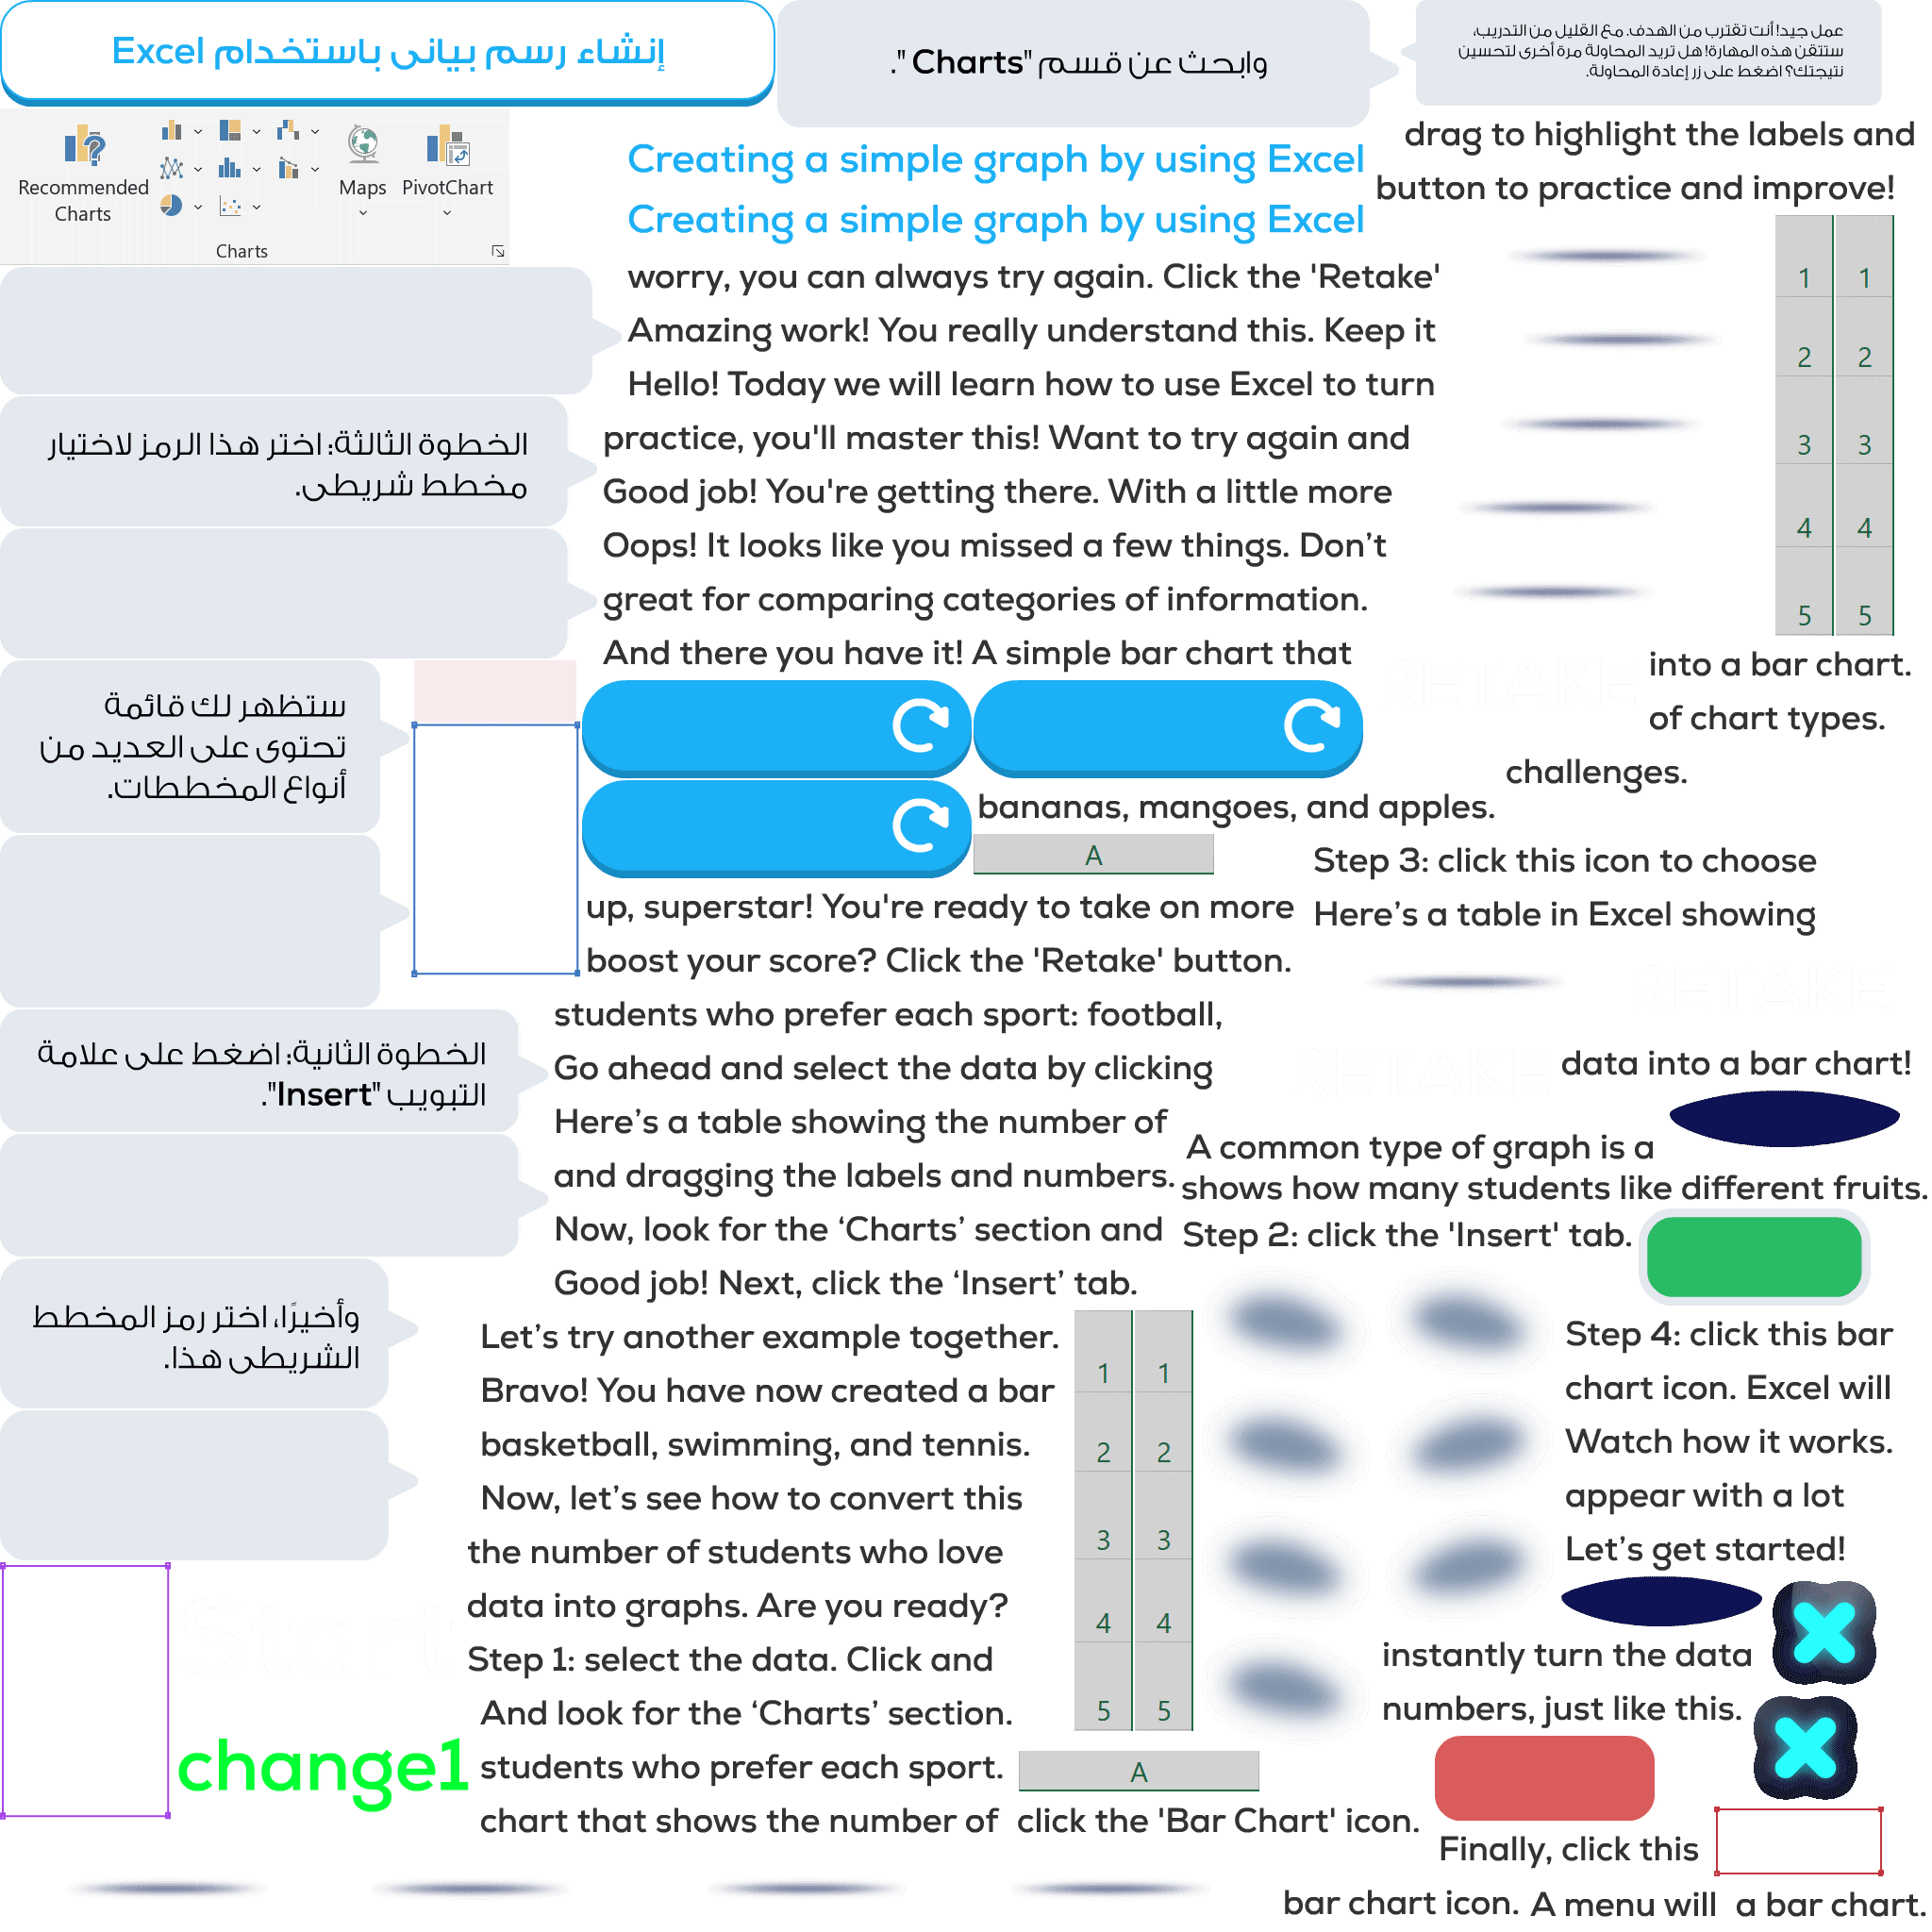 إنشاء رسم بياني باستخدام Excel
وابحث عن قسم "Charts".
عمل جيد! أنت تقترب من الهدف. مع القليل من التدريب،
ستتقن هذه المهارة! هل تريد المحاولة مرة أخرى لتحسين
نتيجتك؟ اضغط على زر إعادة المحاولة.
Recommended
Charts
Maps
PivotChart
Charts
Creating a simple graph by using Excel
Creating a simple graph by using Excel
drag to highlight the labels and
button to practice and improve!
worry, you can always try again. Click the 'Retake'
Amazing work! You really understand this. Keep it
Hello! Today we will learn how to use Excel to turn
practice, you'll master this! Want to try again and
Good job! You're getting there. With a little more
Oops! It looks like you missed a few things. Don’t
great for comparing categories of information.
And there you have it! A simple bar chart that
1 1
2 2
3 3
4 4
5 5
الخطوة الثالثة: اختر هذا الرمز لاختيار
مخطط شريطي.
ستظهر لك قائمة
تحتوي على العديد من
أنواع المخططات.
into a bar chart.
of chart types.
challenges.
bananas, mangoes, and apples.
A
Step 3: click this icon to choose
Here’s a table in Excel showing
up, superstar! You're ready to take on more
boost your score? Click the 'Retake' button.
students who prefer each sport: football,
Go ahead and select the data by clicking
Here’s a table showing the number of
and dragging the labels and numbers.
Now, look for the ‘Charts’ section and
Good job! Next, click the ‘Insert’ tab.
الخطوة الثانية: اضغط على علامة
التبويب "Insert".
data into a bar chart!
A common type of graph is a
shows how many students like different fruits.
Step 2: click the 'Insert' tab.
وأخيرًا، اختر رمز المخطط
الشريطي هذا.
Let’s try another example together.
Bravo! You have now created a bar
basketball, swimming, and tennis.
Now, let’s see how to convert this
the number of students who love
data into graphs. Are you ready?
Step 1: select the data. Click and
And look for the ‘Charts’ section.
students who prefer each sport.
chart that shows the number of
1 1
2 2
3 3
4 4
5 5
A
click the 'Bar Chart' icon.
Step 4: click this bar
chart icon. Excel will
Watch how it works.
appear with a lot
Let’s get started!
instantly turn the data
numbers, just like this.
change1
Finally, click this
bar chart icon.
A menu will
a bar chart.